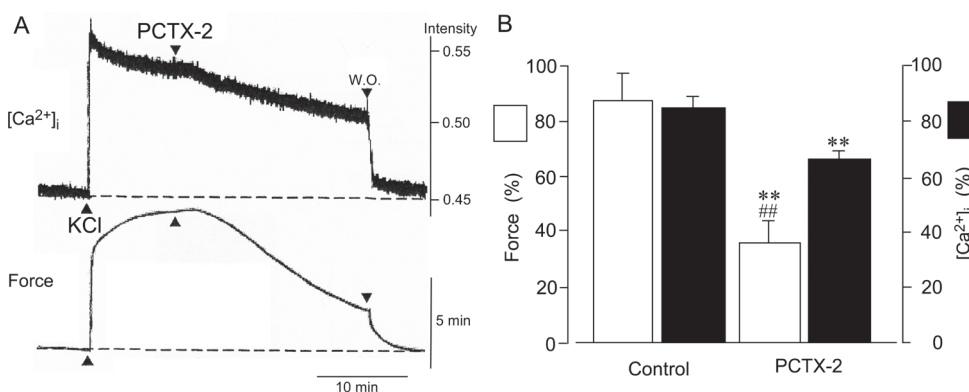 A
PCTX-2
Intensity
0.55
W.O.
[Ca²⁺]ᵢ
0.50
0.45
KCl
Force
5 min
10 min
B
100
80
60
40
20
0
Force (%)
**
##
**
100
80
60
40
20
0
[Ca²⁺]ᵢ (%)
Control
PCTX-2